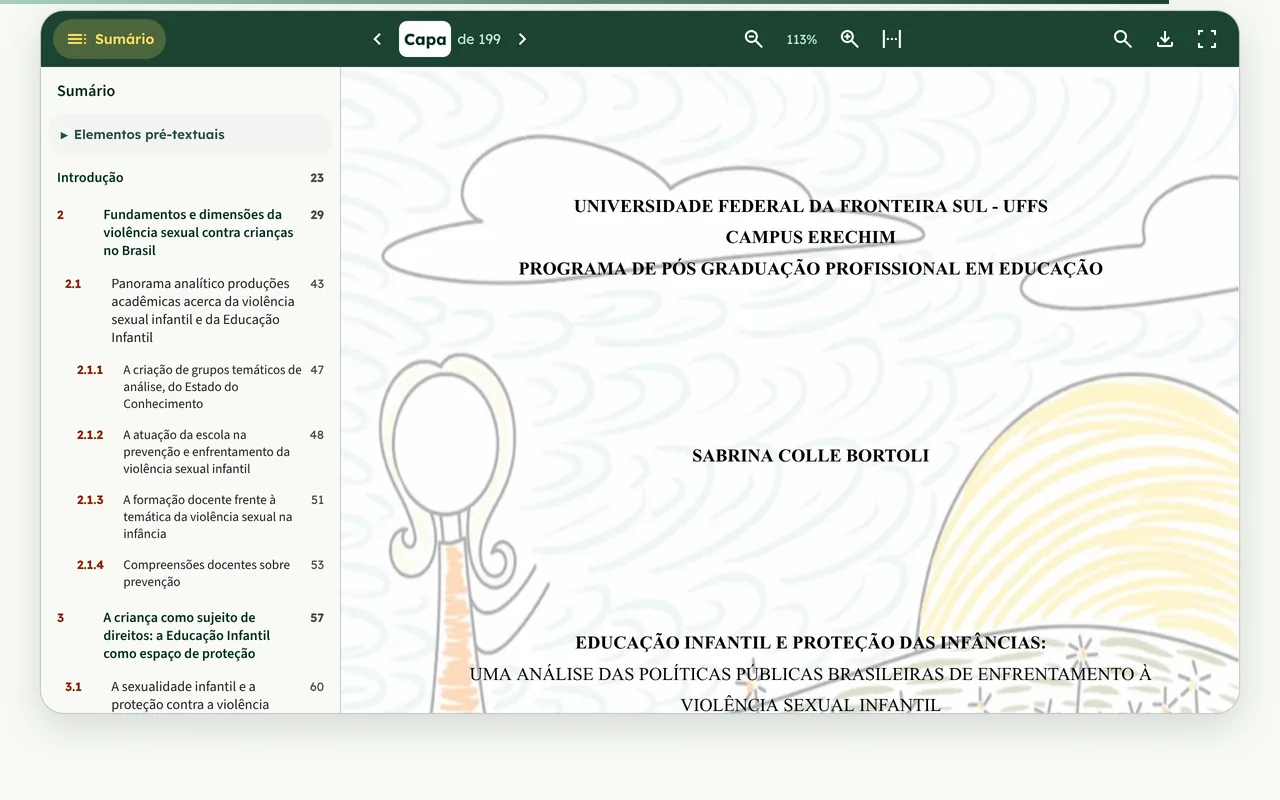 Sumário
Capa de 199
113%
Sumário
▸ Elementos pré-textuais
Introdução 23
2 Fundamentos e dimensões da 29
violência sexual contra crianças
no Brasil
2.1 Panorama analítico produções 43
acadêmicas acerca da violência
sexual infantil e da Educação
Infantil
2.1.1 A criação de grupos temáticos de 47
análise, do Estado do
Conhecimento
2.1.2 A atuação da escola na 48
prevenção e enfrentamento da
violência sexual infantil
2.1.3 A formação docente frente à 51
temática da violência sexual na
infância
2.1.4 Compreensões docentes sobre 53
prevenção
3 A criança como sujeito de 57
direitos: a Educação Infantil
como espaço de proteção
3.1 A sexualidade infantil e a 60
proteção contra a violência
UNIVERSIDADE FEDERAL DA FRONTEIRA SUL - UFFS
CAMPUS ERECHIM
PROGRAMA DE PÓS GRADUAÇÃO PROFISSIONAL EM EDUCAÇÃO
SABRINA COLLE BORTOLI
EDUCAÇÃO INFANTIL E PROTEÇÃO DAS INFÂNCIAS:
UMA ANÁLISE DAS POLÍTICAS PÚBLICAS BRASILEIRAS DE ENFRENTAMENTO À
VIOLÊNCIA SEXUAL INFANTIL